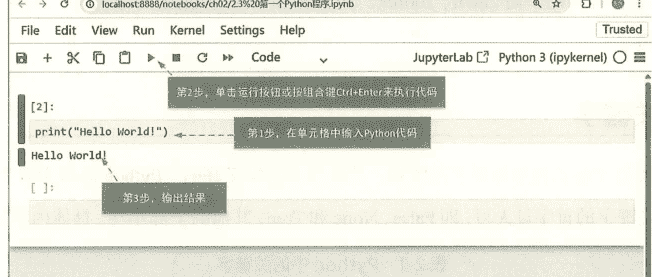 localhost:8888/notebooks/ch02/2.3%20第一个Python程序.ipynb
File Edit View Run Kernel Settings Help Trusted
Code JupyterLab Python 3 (ipykernel)
第2步，单击运行按钮或按组合键Ctrl+Enter来执行代码
[2]:
print("Hello World!")
第1步，在单元格中输入Python代码
Hello World!
[ ]:
第3步，输出结果